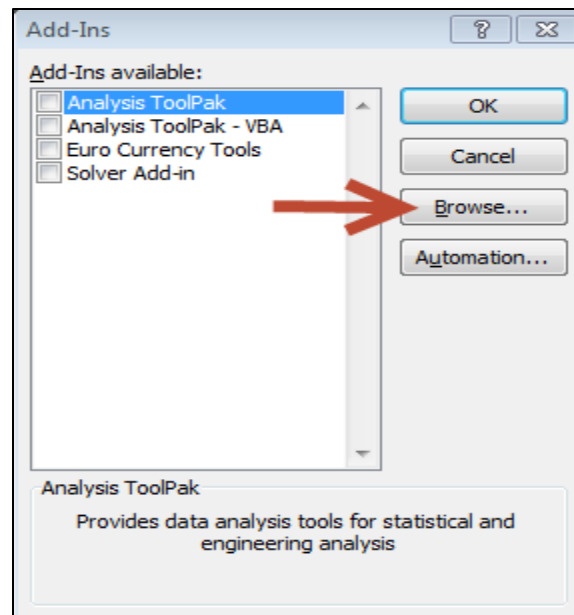 Add-Ins
?
Add-Ins available:
Analysis ToolPak
Analysis ToolPak - VBA
Euro Currency Tools
Solver Add-in
OK
Cancel
Browse...
Automation...
Analysis ToolPak
Provides data analysis tools for statistical and
engineering analysis